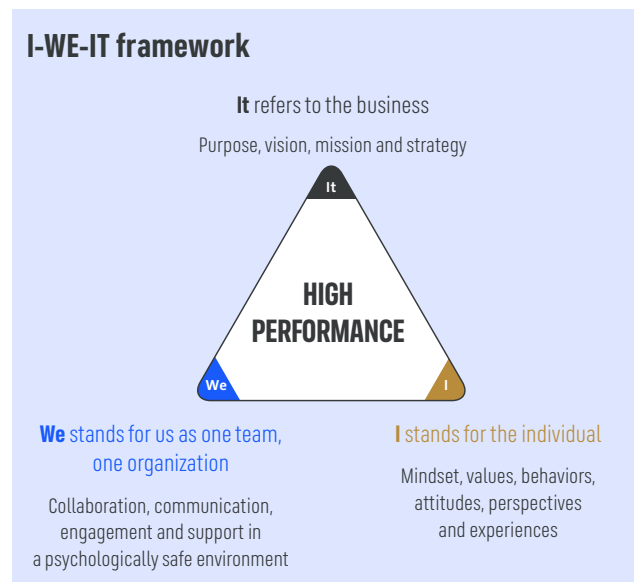 I-WE-IT framework
It refers to the business
Purpose, vision, mission and strategy
It
HIGH
PERFORMANCE
We
I
We stands for us as one team,
one organization
Collaboration, communication,
engagement and support in
a psychologically safe environment
I stands for the individual
Mindset, values, behaviors,
attitudes, perspectives
and experiences